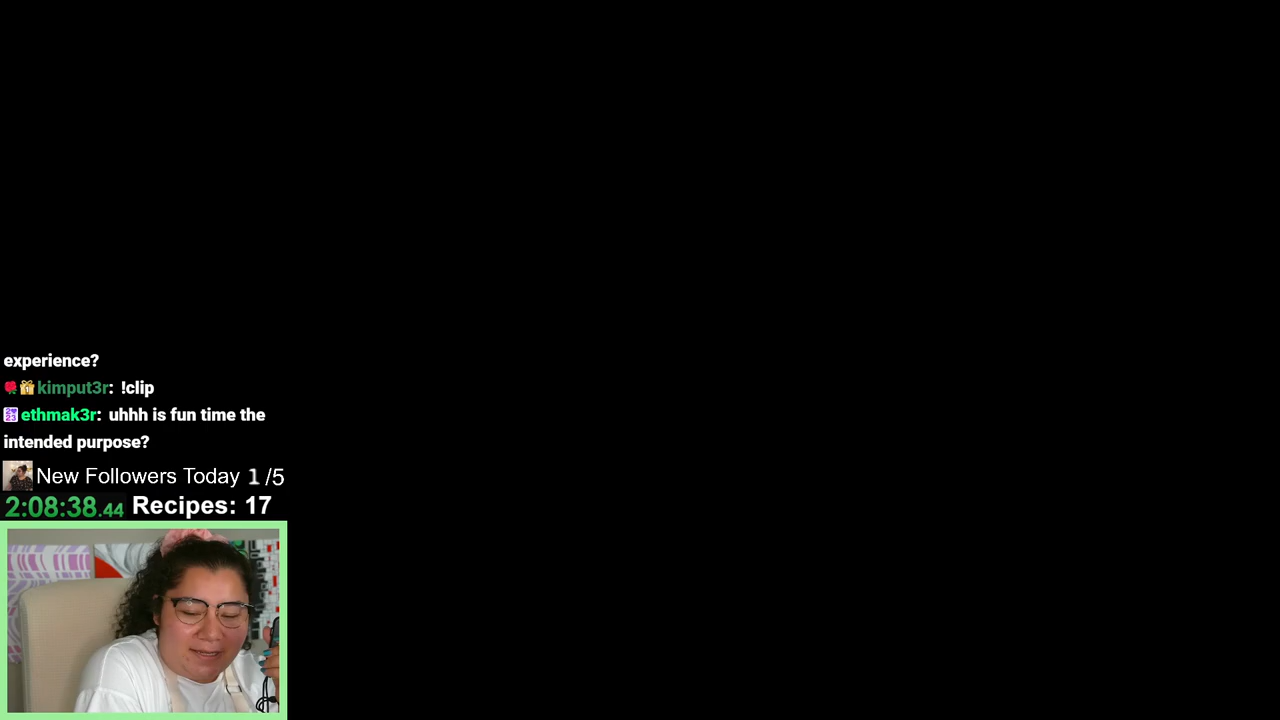 experience?
kimput3r: !clip
ethmak3r: uhhh is fun time the
intended purpose?
New Followers Today 1 /5
2:08:38.44 Recipes: 17